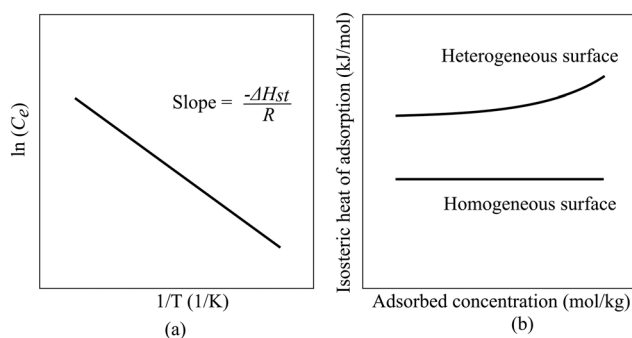 ln (Ce)
Slope = -ΔHst
R
1/T (1/K)
(a)
Isosteric heat of adsorption (kJ/mol)
Heterogeneous surface
Homogeneous surface
Adsorbed concentration (mol/kg)
(b)